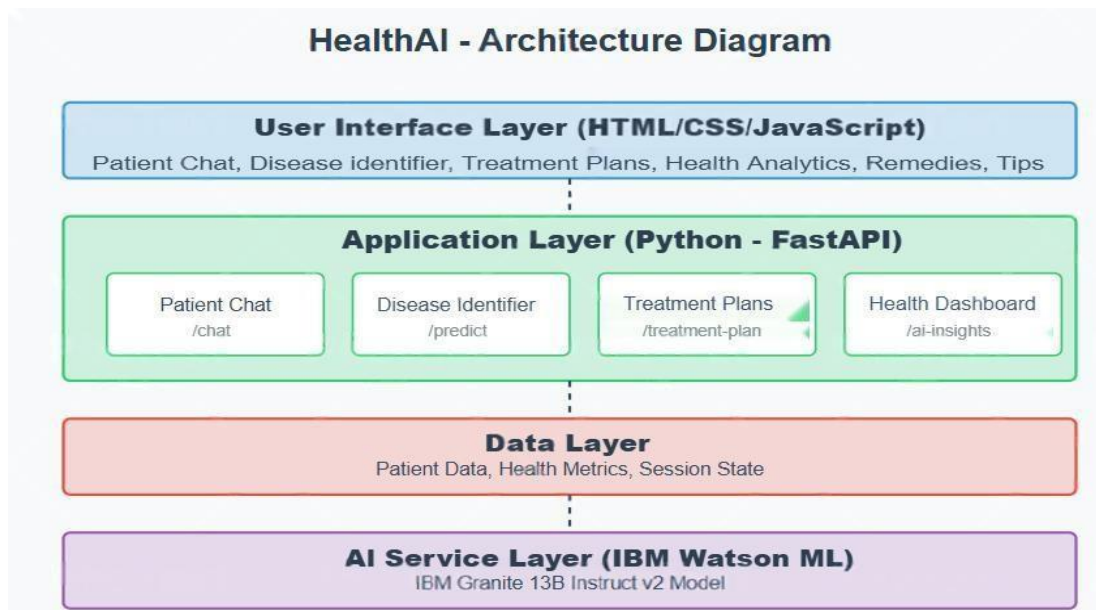 HealthAI - Architecture Diagram
User Interface Layer (HTML/CSS/JavaScript)
Patient Chat, Disease identifier, Treatment Plans, Health Analytics, Remedies, Tips
Application Layer (Python - FastAPI)
Patient Chat
/chat
Disease Identifier
/predict
Treatment Plans
/treatment-plan
Health Dashboard
/ai-insights
Data Layer
Patient Data, Health Metrics, Session State
AI Service Layer (IBM Watson ML)
IBM Granite 13B Instruct v2 Model